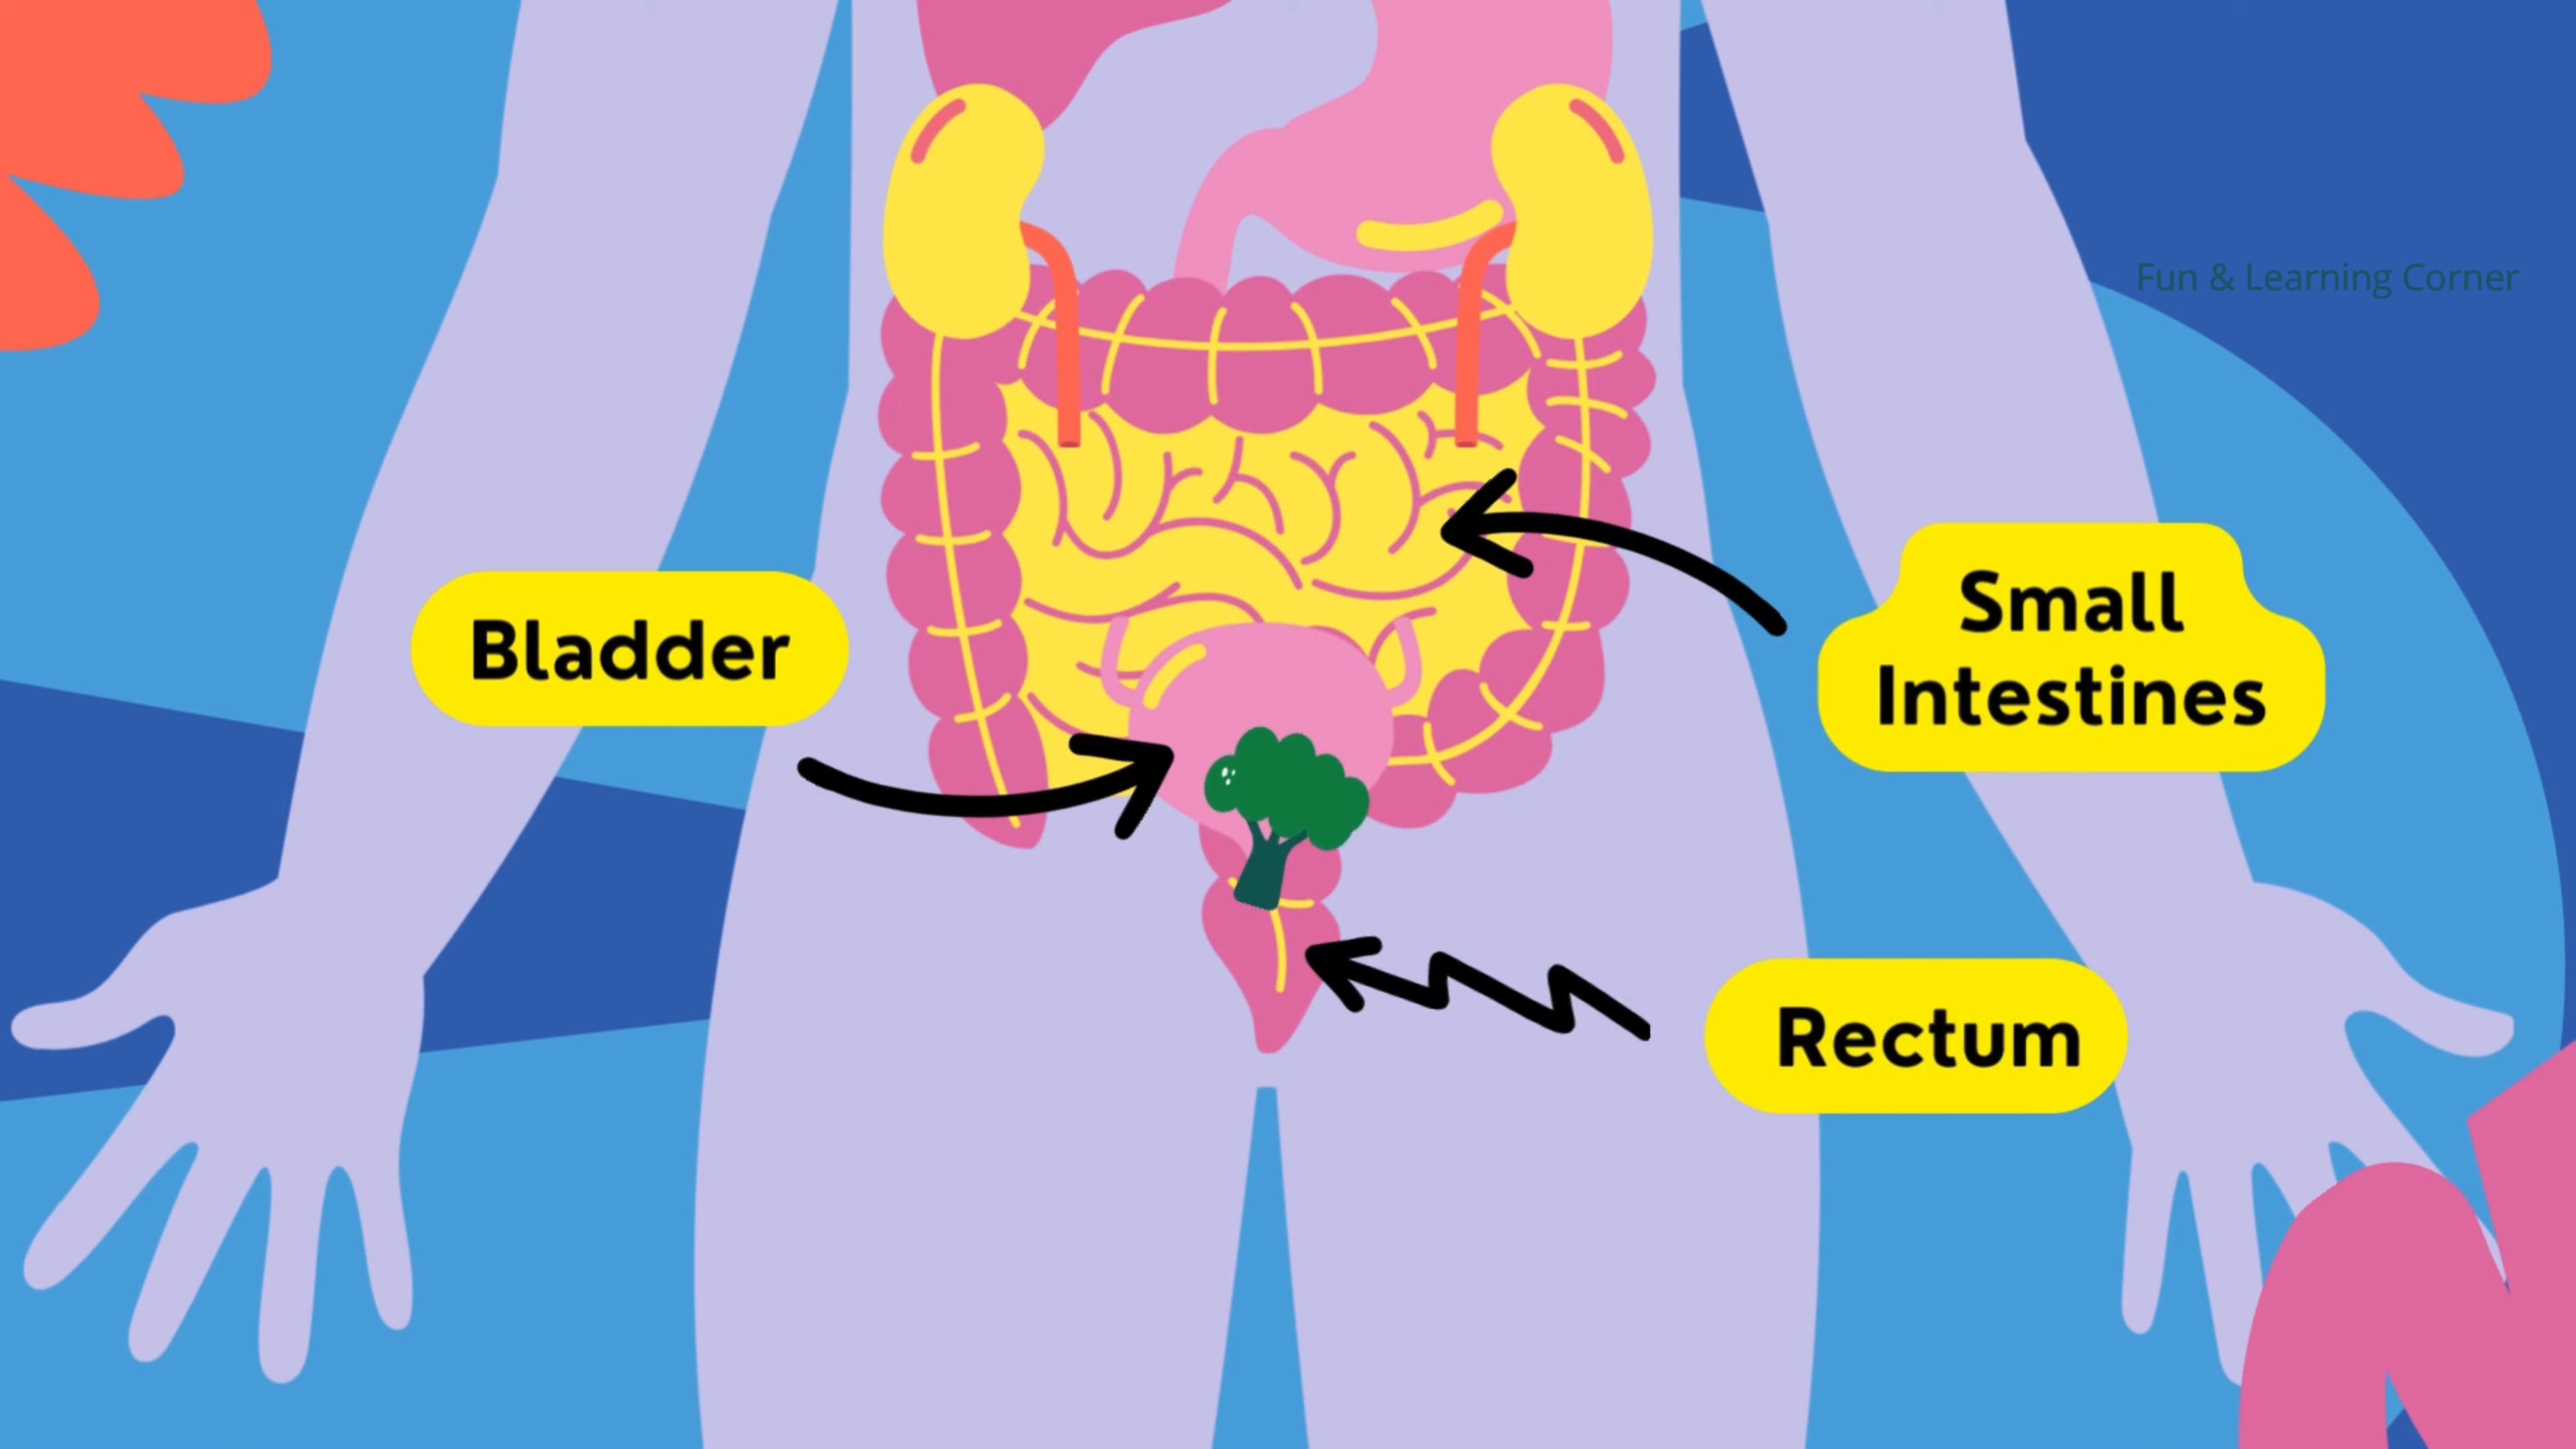 Fun & Learning Corner
Bladder
Small
Intestines
Rectum